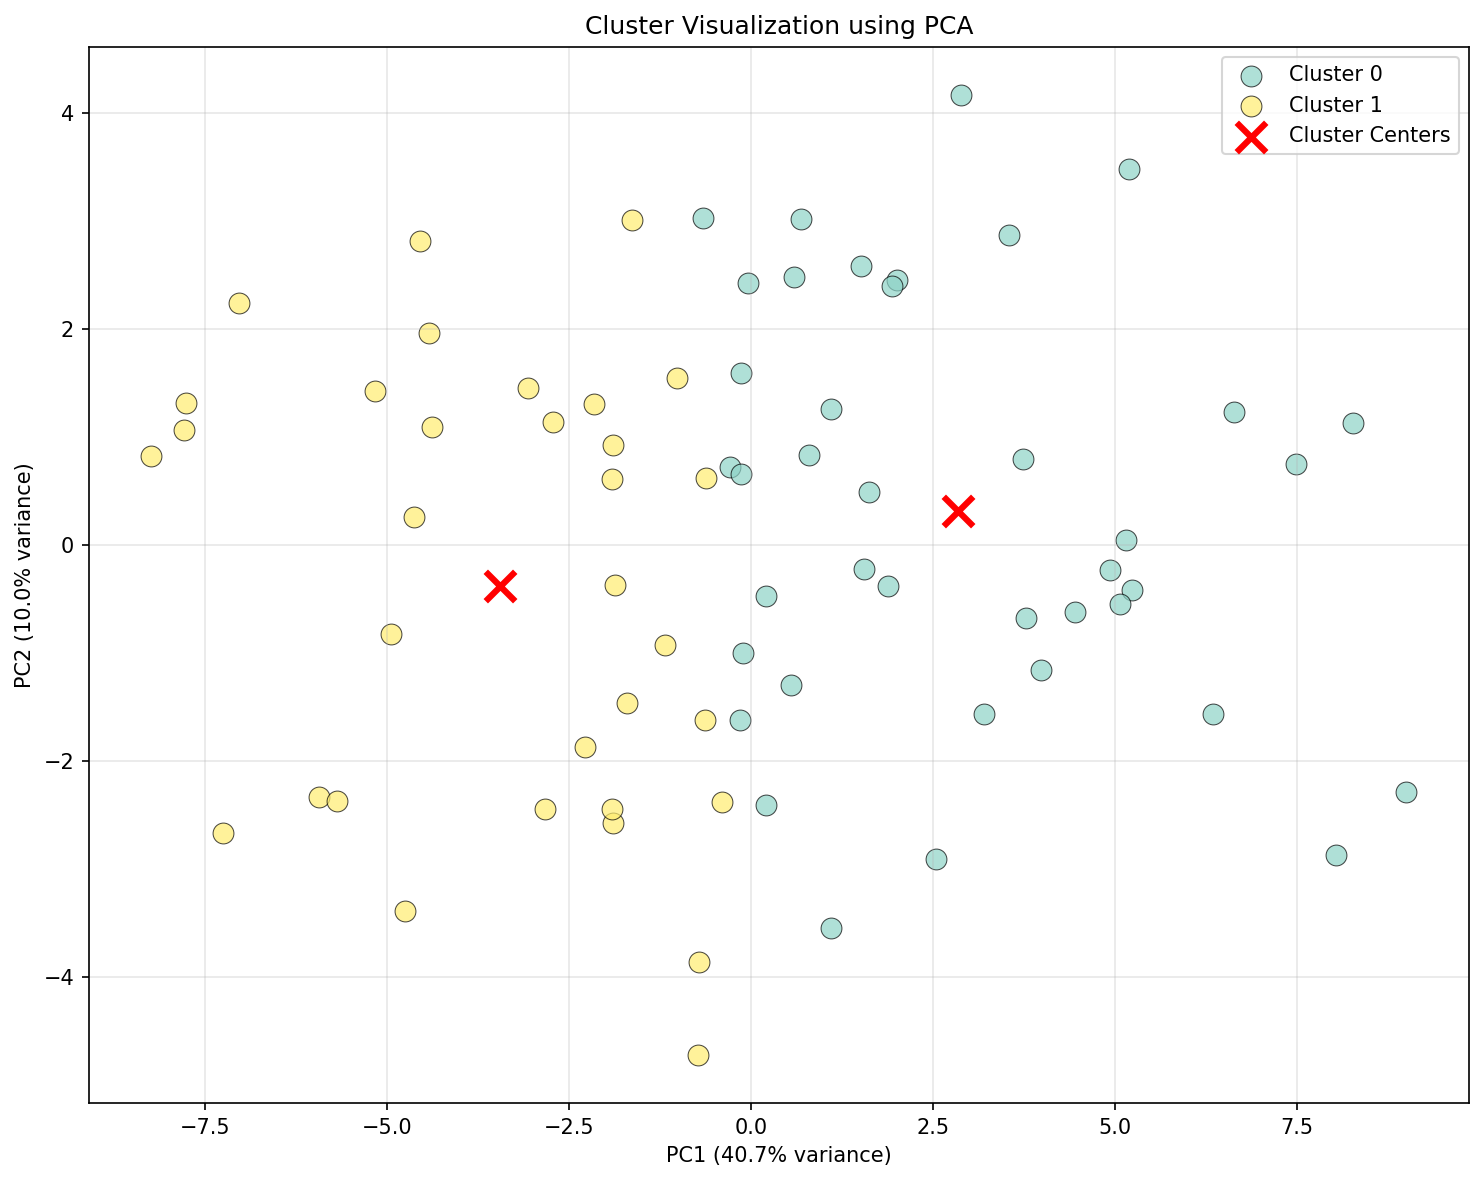 Cluster Visualization using PCA
Cluster 0
Cluster 1
Cluster Centers
PC2 (10.0% variance)
4
2
0
−2
−4
−7.5
−5.0
−2.5
0.0
2.5
5.0
7.5
PC1 (40.7% variance)